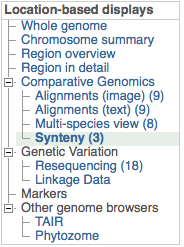 Location-based displays
Whole genome
Chromosome summary
Region overview
Region in detail
Comparative Genomics
Alignments (image) (9)
Alignments (text) (9)
Multi-species view (8)
Synteny (3)
Genetic Variation
Resequencing (18)
Linkage Data
Markers
Other genome browsers
TAIR
Phytozome